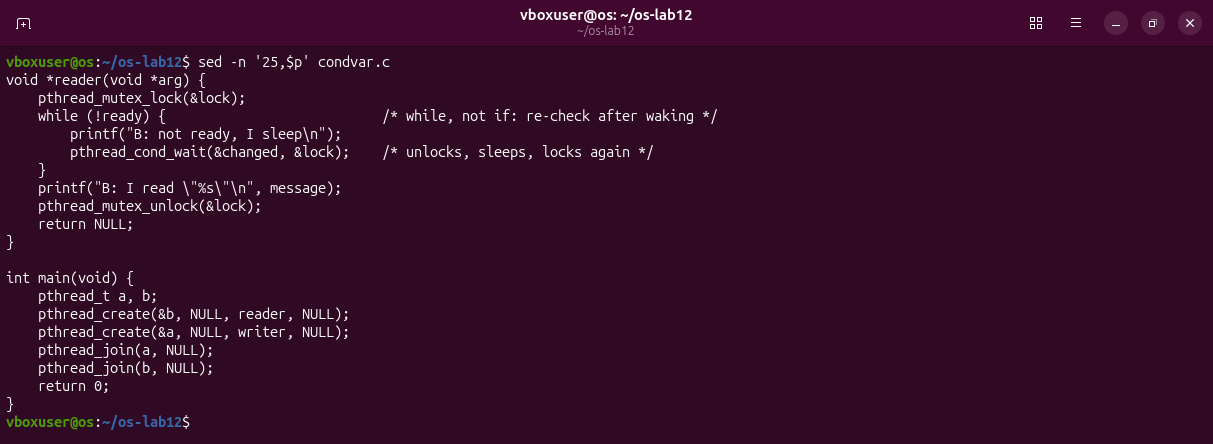 vboxuser@os: ~/os-lab12
~/os-lab12
vboxuser@os:~/os-lab12$ sed -n '25,$p' condvar.c
void *reader(void *arg) {
    pthread_mutex_lock(&lock);
    while (!ready) {                           /* while, not if: re-check after waking */
        printf("B: not ready, I sleep\n");
        pthread_cond_wait(&changed, &lock);    /* unlocks, sleeps, locks again */
    }
    printf("B: I read \"%s\"\n", message);
    pthread_mutex_unlock(&lock);
    return NULL;
}

int main(void) {
    pthread_t a, b;
    pthread_create(&b, NULL, reader, NULL);
    pthread_create(&a, NULL, writer, NULL);
    pthread_join(a, NULL);
    pthread_join(b, NULL);
    return 0;
}
vboxuser@os:~/os-lab12$